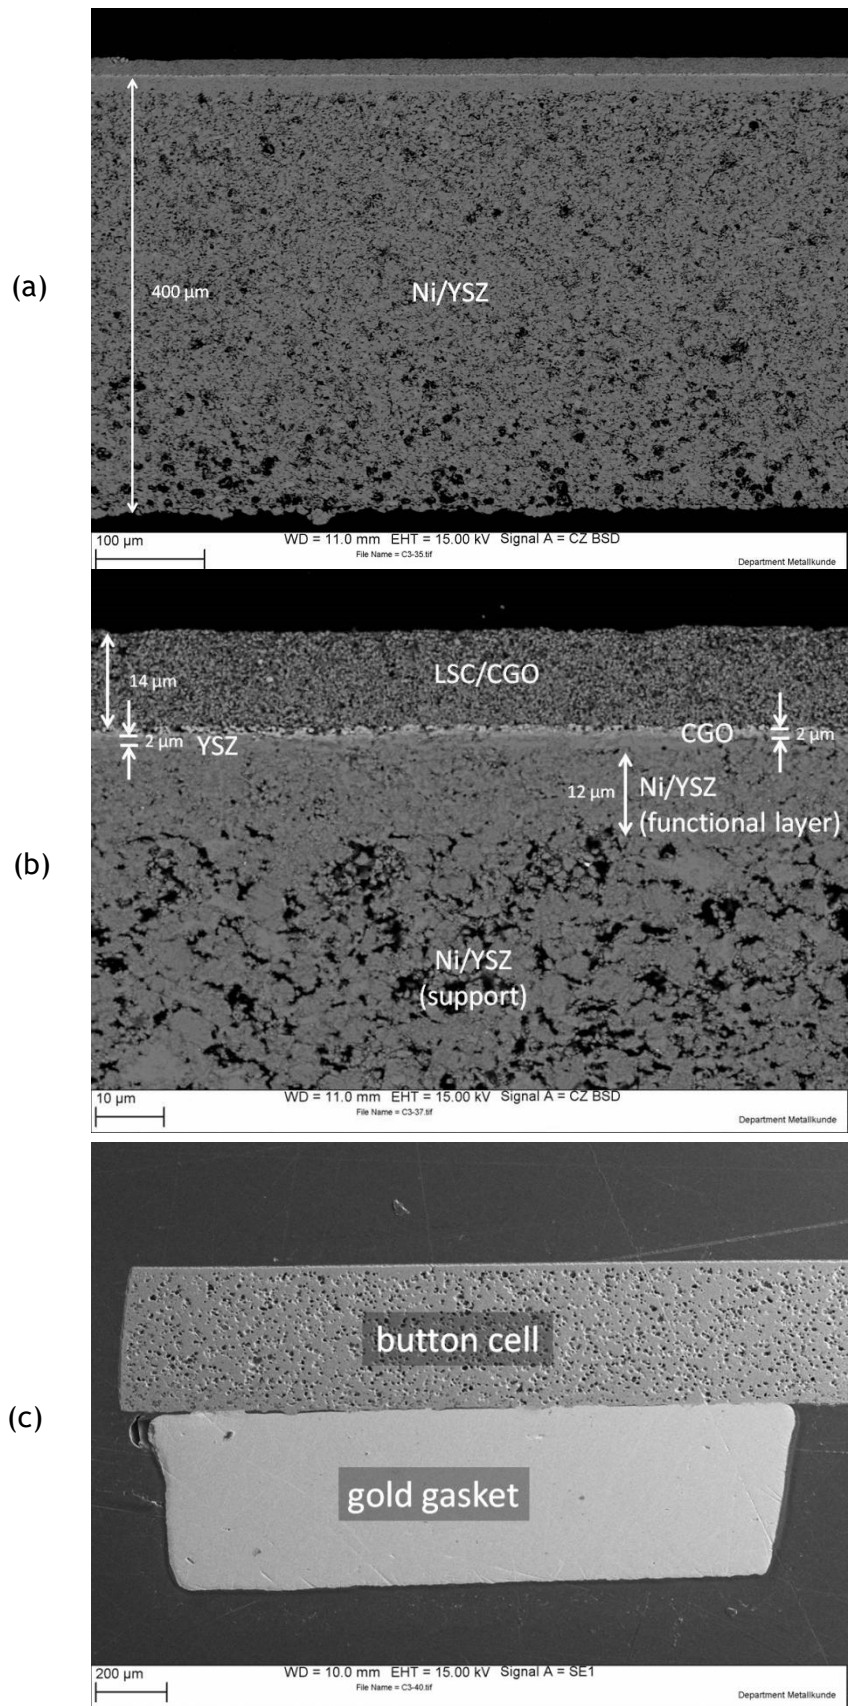 (a)
400 µm
Ni/YSZ
100 µm
WD = 11.0 mm EHT = 15.00 kV Signal A = CZ BSD
File Name = C3-35.tif
Department Metallkunde
(b)
14 µm
LSC/CGO
2 µm
YSZ
CGO
2 µm
12 µm
Ni/YSZ
(functional layer)
Ni/YSZ
(support)
10 µm
WD = 11.0 mm EHT = 15.00 kV Signal A = CZ BSD
File Name = C3-37.tif
Department Metallkunde
(c)
button cell
gold gasket
200 µm
WD = 10.0 mm EHT = 15.00 kV Signal A = SE1
File Name = C3-40.tif
Department Metallkunde